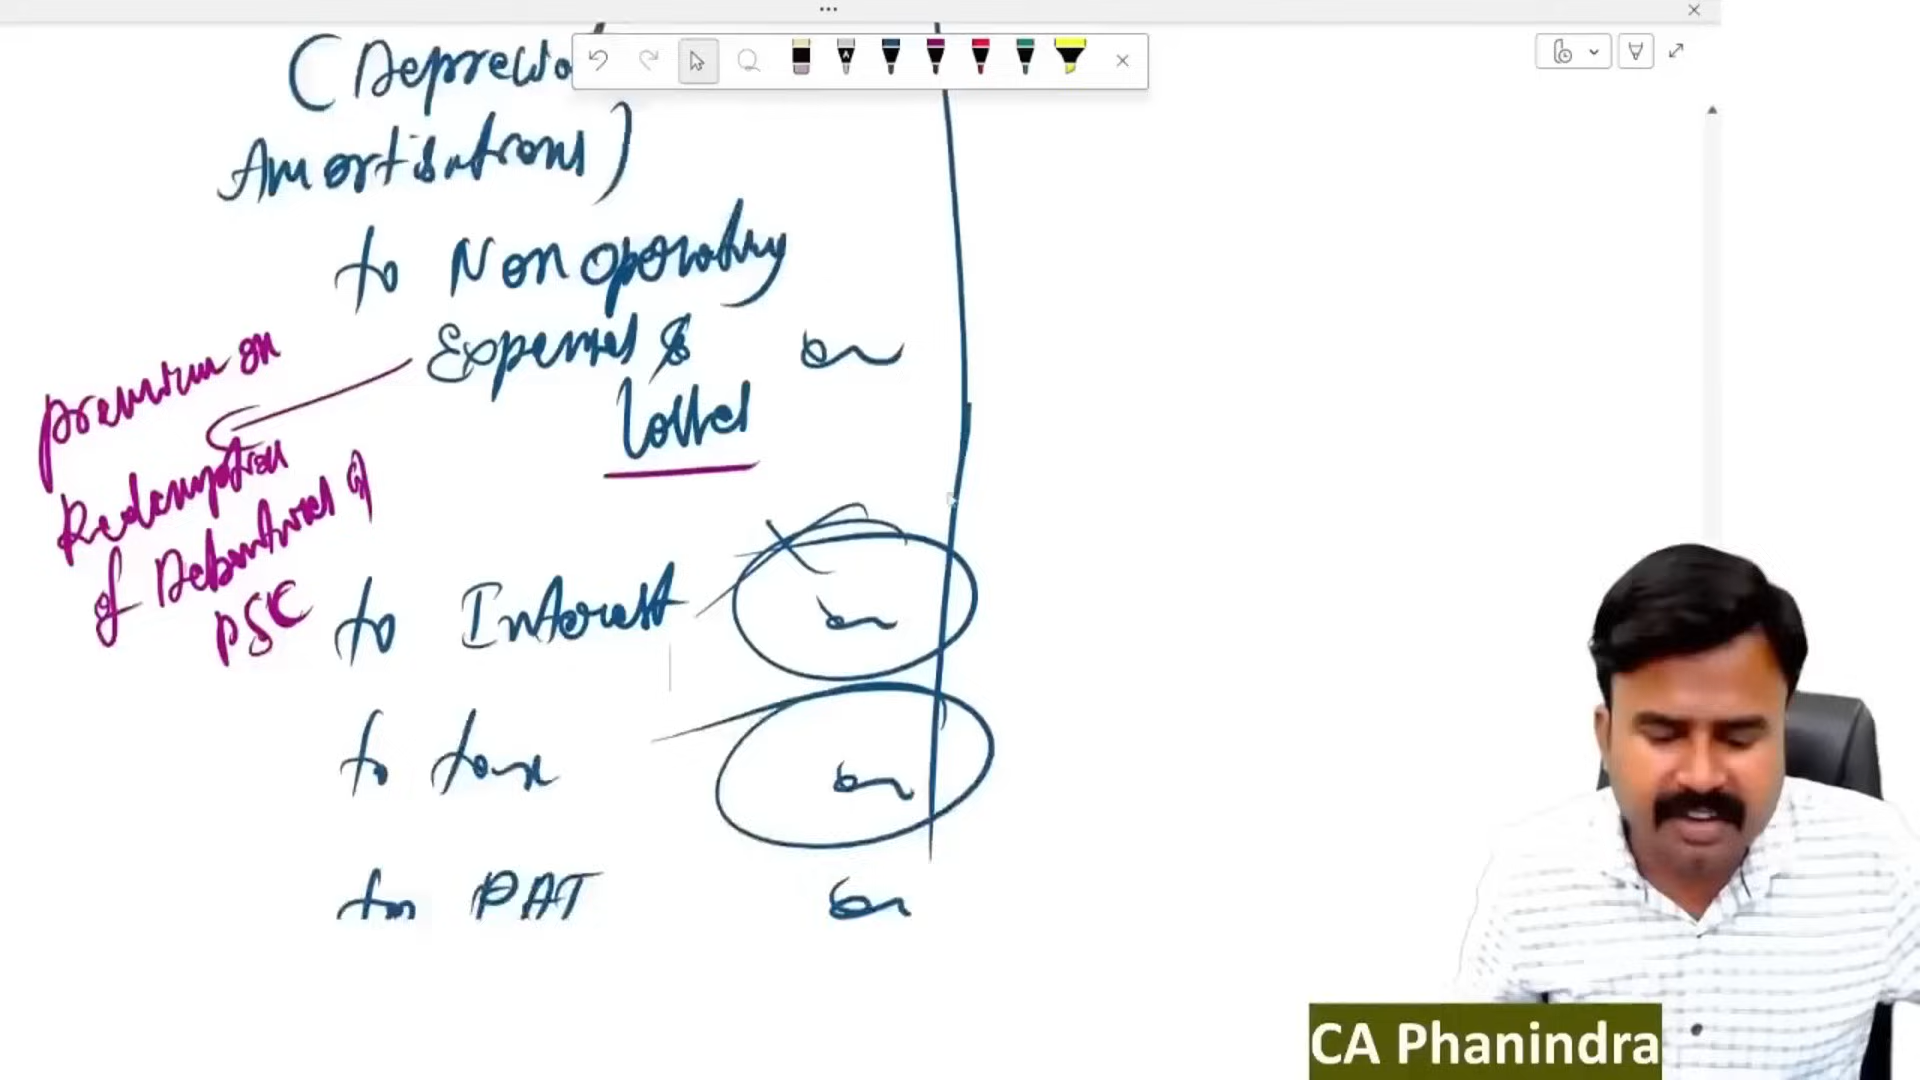 (Deprecia
Amortisations)
to Non operating
Expenses &
losses
premium on
Redemption
of Debentures &
PSC
to Interest
to tax
to PAT
CA Phanindra